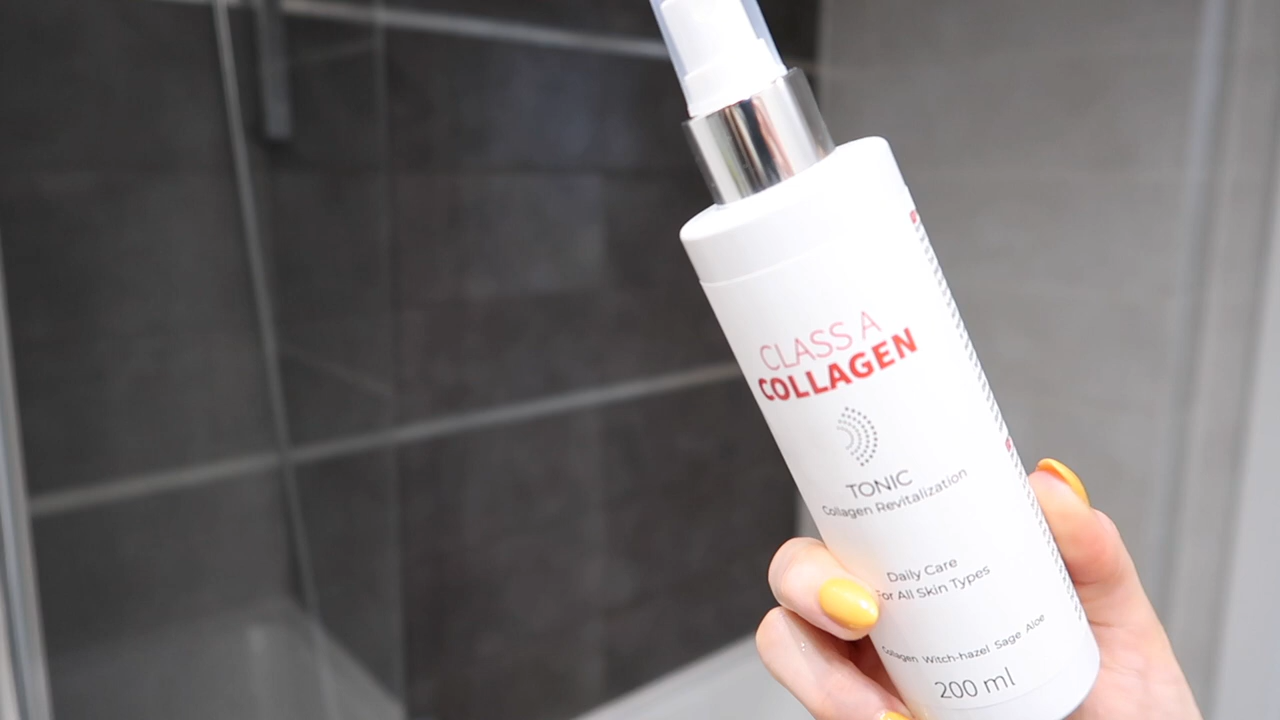 CLASS A
COLLAGEN
TONIC
Collagen Revitalization
Daily Care
For All Skin Types
Collagen Witch-hazel Sage Aloe
200 ml